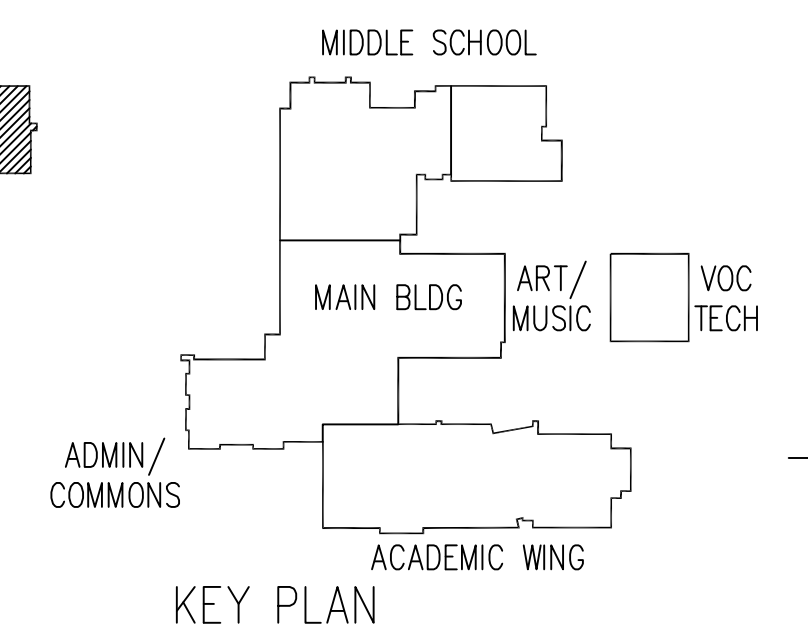 MIDDLE SCHOOL
MAIN BLDG
ART/
MUSIC
VOC
TECH
ADMIN/
COMMONS
ACADEMIC WING
KEY PLAN